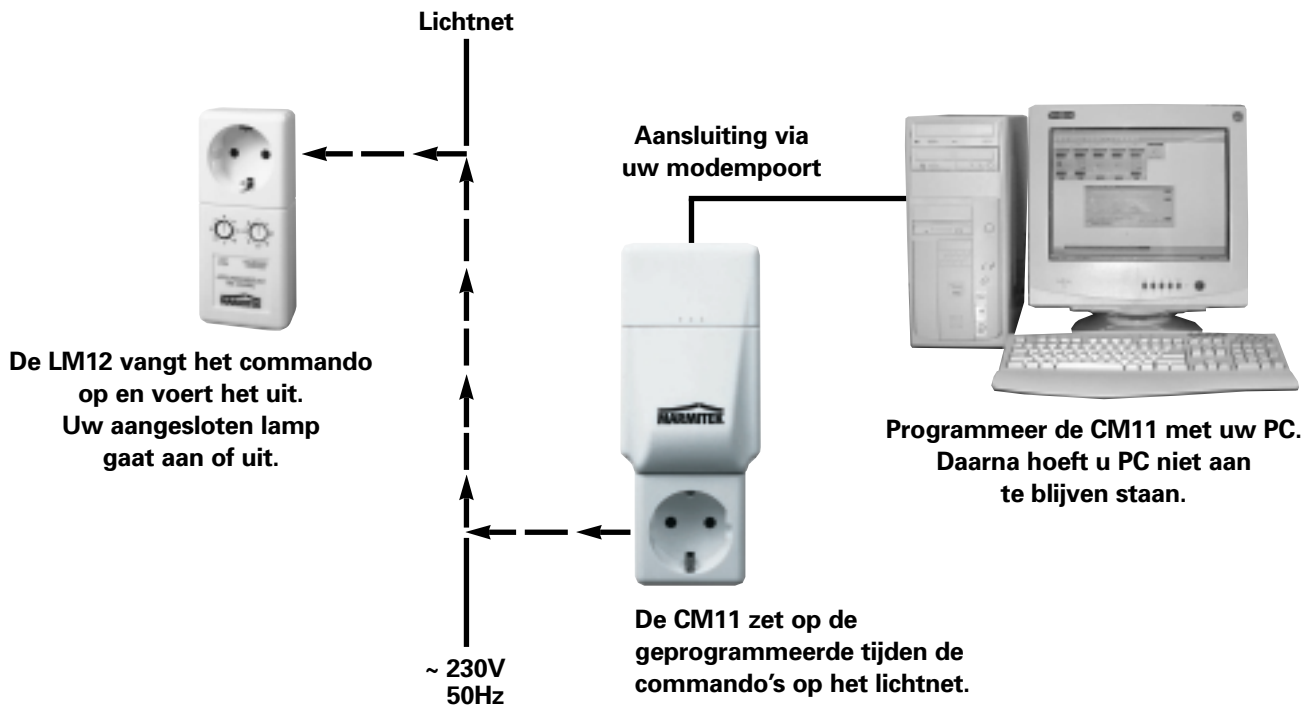 Lichtnet
Aansluiting via
uw modempoort
MARMITEK
MARMITEK
De LM12 vangt het commando
op en voert het uit.
Uw aangesloten lamp
gaat aan of uit.
Programmeer de CM11 met uw PC.
Daarna hoeft u PC niet aan
te blijven staan.
De CM11 zet op de
geprogrammeerde tijden de
commando's op het lichtnet.
~ 230V
50Hz